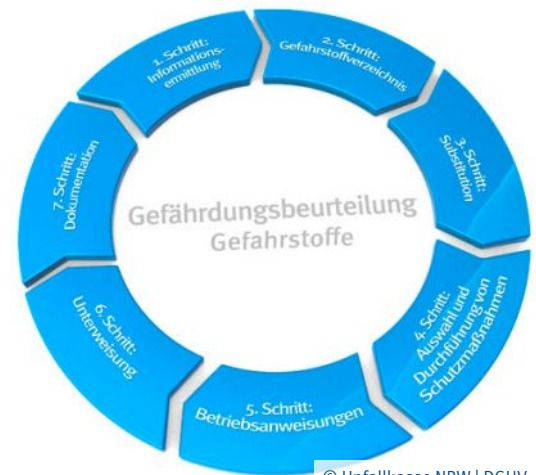 1. Schritt:
Informations-
ermittlung
2. Schritt:
Gefahrstoffverzeichnis
3. Schritt:
Substitution
4. Schritt:
Auswahl und
Durchführung von
Schutzmaßnahmen
5. Schritt:
Betriebsanweisungen
6. Schritt:
Unterweisung
7. Schritt:
Dokumentation
Gefährdungsbeurteilung
Gefahrstoffe
© Unfallkasse NRW | DGUV